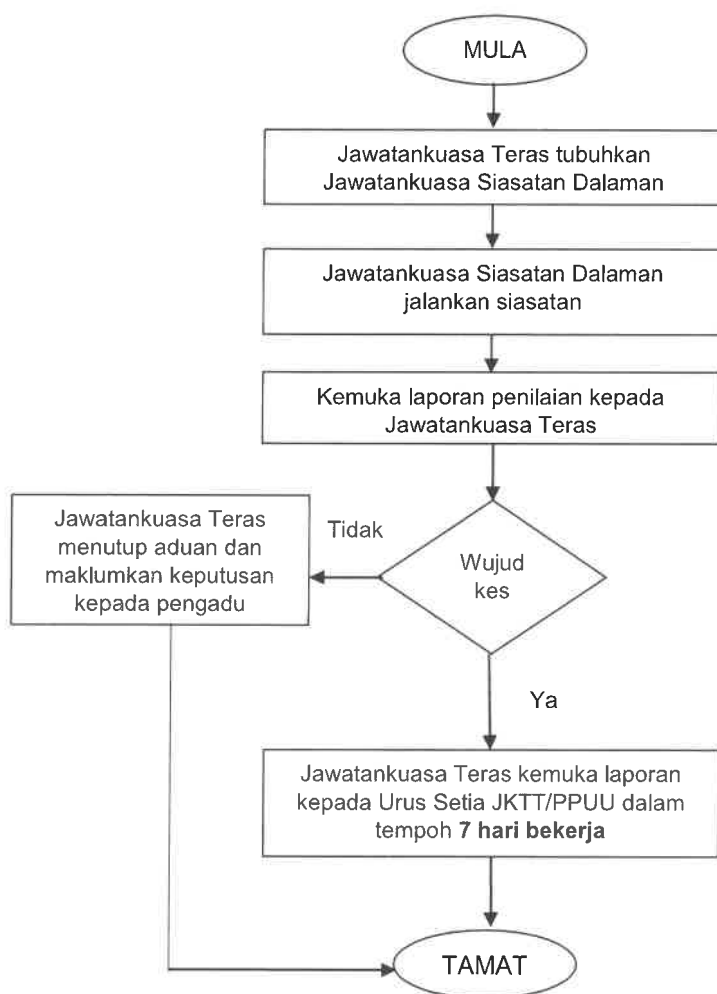 MULA
Jawatankuasa Teras tubuhkan
Jawatankuasa Siasatan Dalaman
Jawatankuasa Siasatan Dalaman
jalankan siasatan
Kemuka laporan penilaian kepada
Jawatankuasa Teras
Wujud
kes
Tidak
Jawatankuasa Teras
menutup aduan dan
maklumkan keputusan
kepada pengadu
Ya
Jawatankuasa Teras kemuka laporan
kepada Urus Setia JKTT/PPUU dalam
tempoh 7 hari bekerja
TAMAT